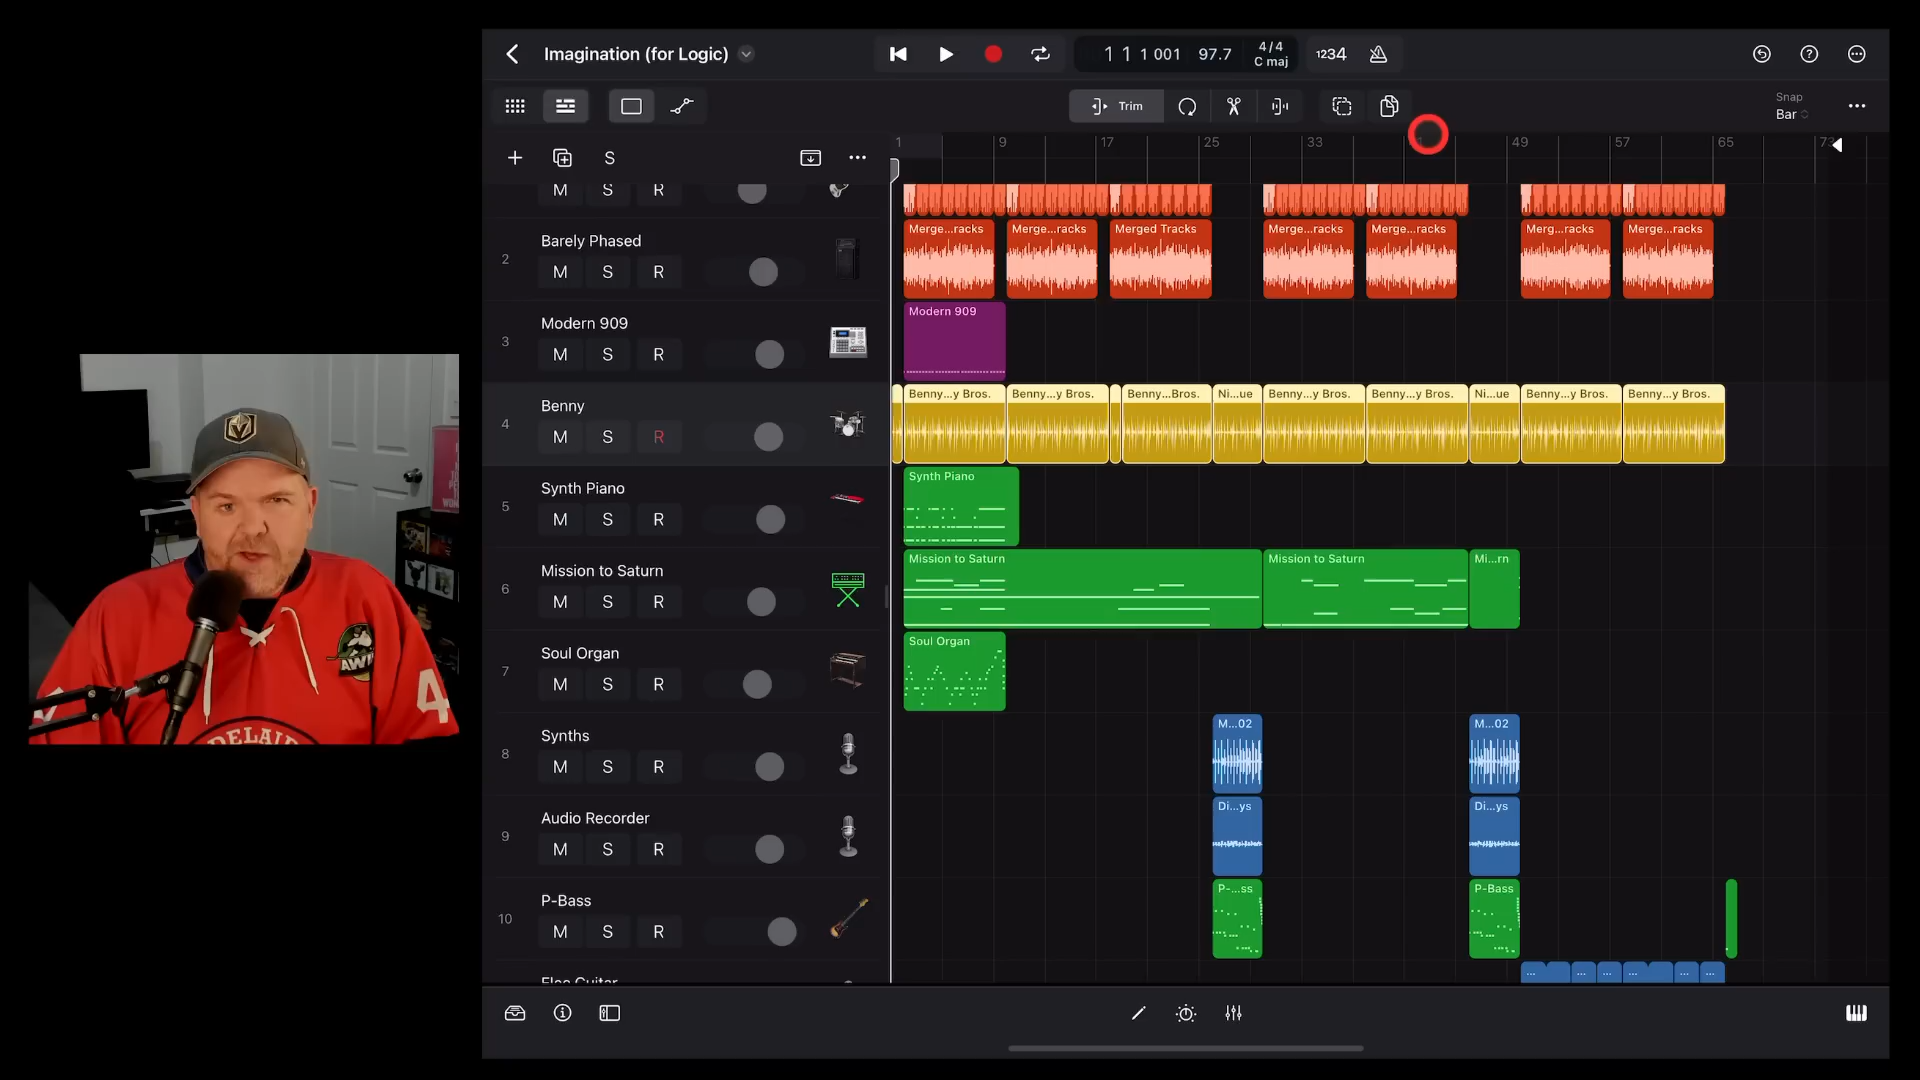 Imagination (for Logic)
1 1 1 001 97.7 4/4 C maj 1234
Trim
Snap
Bar
S
1 9 17 25 33 49 57 65 73
M S R
2 Barely Phased
M S R
Merge...racks Merge...racks Merged Tracks Merge...racks Merge...racks Merg...racks Merge...racks
3 Modern 909
M S R
Modern 909
4 Benny
M S R
Benny...y Bros. Benny...y Bros. Benny...Bros. Ni...ue Benny...y Bros. Benny...y Bros. Ni...ue Benny...y Bros. Benny...y Bros.
5 Synth Piano
M S R
Synth Piano
6 Mission to Saturn
M S R
Mission to Saturn Mission to Saturn Mi...rn
7 Soul Organ
M S R
Soul Organ
8 Synths
M S R
M...02 M...02
9 Audio Recorder
M S R
Di...ys Di...ys
10 P-Bass
M S R
P-...ss P-Bass
Elec Guitar
... ... ... ... ... ...
4
ADELAID